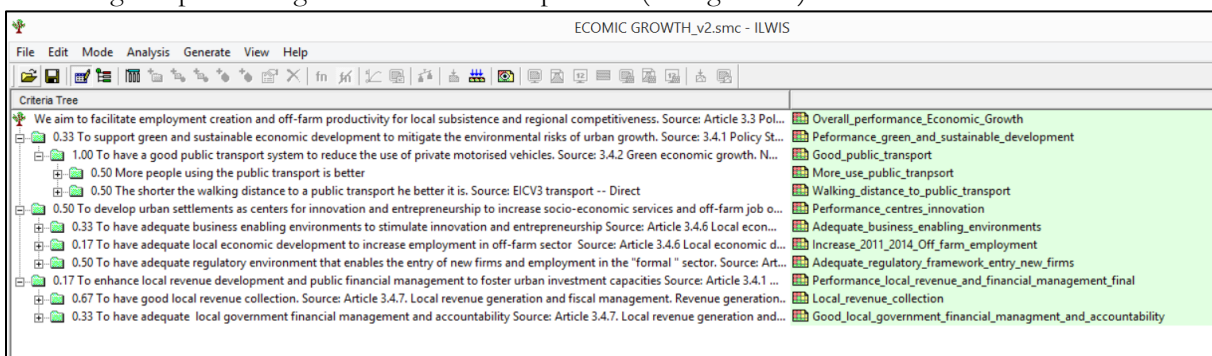 ECOMIC GROWTH_v2.smc - ILWIS
File Edit Mode Analysis Generate View Help
fn
Criteria Tree
We aim to facilitate employment creation and off-farm productivity for local subsistence and regional competitiveness. Source: Article 3.3 Pol... Overall_performance_Economic_Growth
0.33 To support green and sustainable economic development to mitigate the environmental risks of urban growth. Source: 3.4.1 Policy St... Peformance_green_and_sustainable_development
1.00 To have a good public transport system to reduce the use of private motorised vehicles. Source: 3.4.2 Green economic growth. N... Good_public_transport
0.50 More people using the public transport is better More_use_public_tranpsort
0.50 The shorter the walking distance to a public transport he better it is. Source: EICV3 transport -- Direct Walking_distance_to_public_transport
0.50 To develop urban settlements as centers for innovation and entrepreneurship to increase socio-economic services and off-farm job o... Performance_centres_innovation
0.33 To have adequate business enabling environments to stimulate innovation and entrepreneurship Source: Article 3.4.6 Local econ... Adequate_business_enabling_environments
0.17 To have adequate local economic development to increase employment in off-farm sector Source: Article 3.4.6 Local economic d... Increase_2011_2014_Off_farm_employment
0.50 To have adequate regulatory environment that enables the entry of new firms and employment in the "formal " sector. Source: Art... Adequate_regulatory_framework_entry_new_firms
0.17 To enhance local revenue development and public financial management to foster urban investment capacities Source: Article 3.4.1 ... Performance_local_revenue_and_financial_management_final
0.67 To have good local revenue collection. Source: Article 3.4.7. Local revenue generation and fiscal management. Revenue generation... Local_revenue_collection
0.33 To have adequate local government financial management and accountability Source: Article 3.4.7. Local revenue generation and... Good_local_government_financial_managment_and_accountability